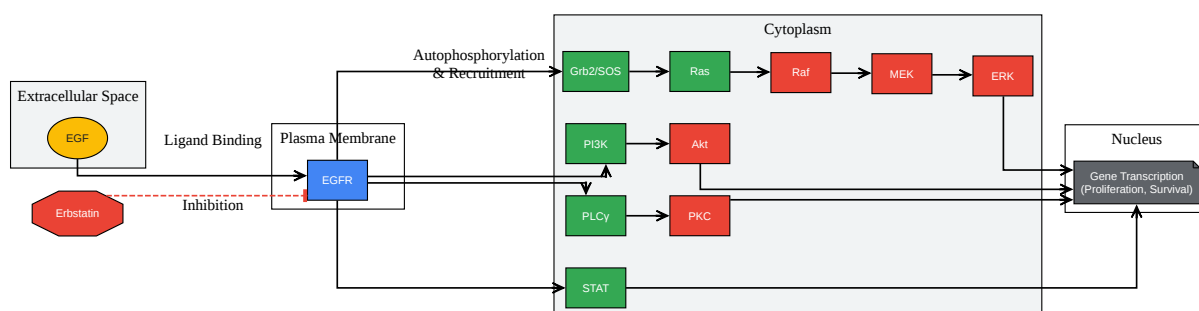 Extracellular Space
EGF
Erbstatin
Ligand Binding
Inhibition
Plasma Membrane
EGFR
Autophosphorylation
& Recruitment
Cytoplasm
Grb2/SOS
Ras
Raf
MEK
ERK
PI3K
Akt
PLCγ
PKC
STAT
Nucleus
Gene Transcription
(Proliferation, Survival)